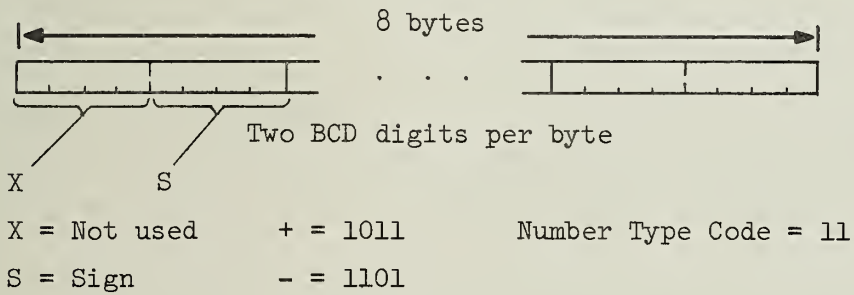 8 bytes
. . .
Two BCD digits per byte
X S
X = Not used + = 1011 Number Type Code = 11
S = Sign - = 1101